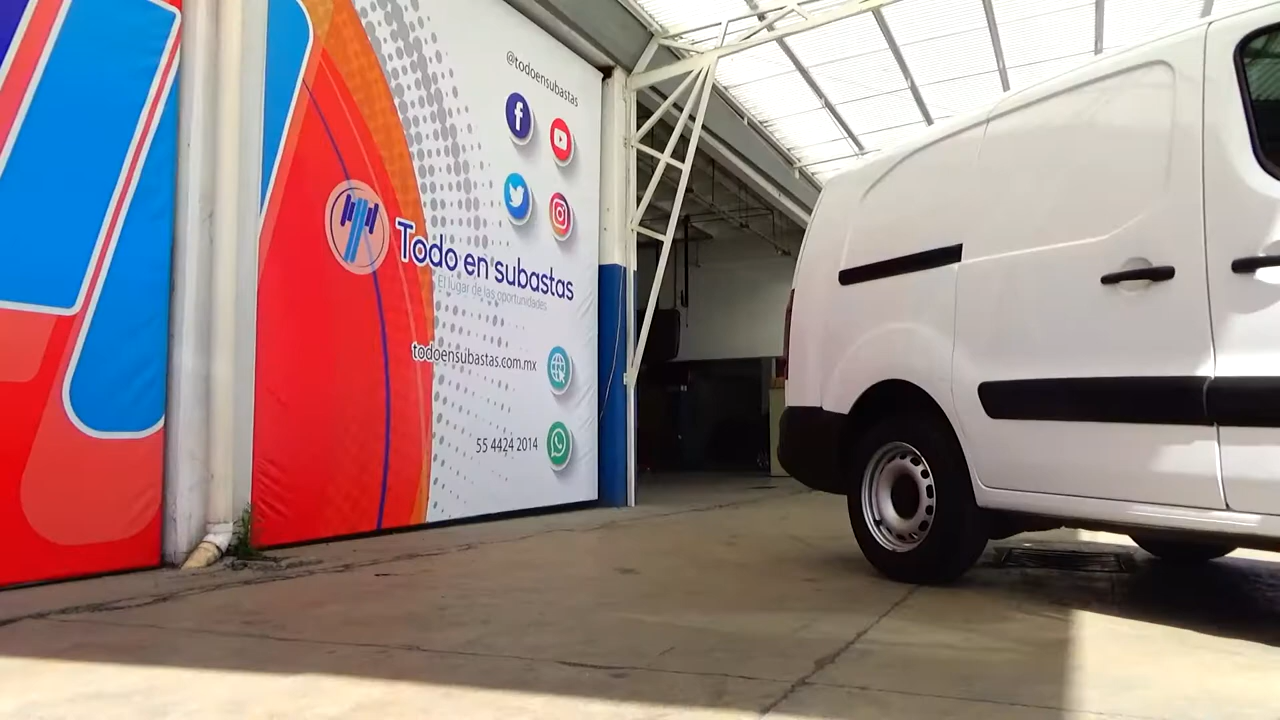 @todoensubastas
Todo en subastas
El lugar de las oportunidades
todoensubastas.com.mx
55 4424 2014